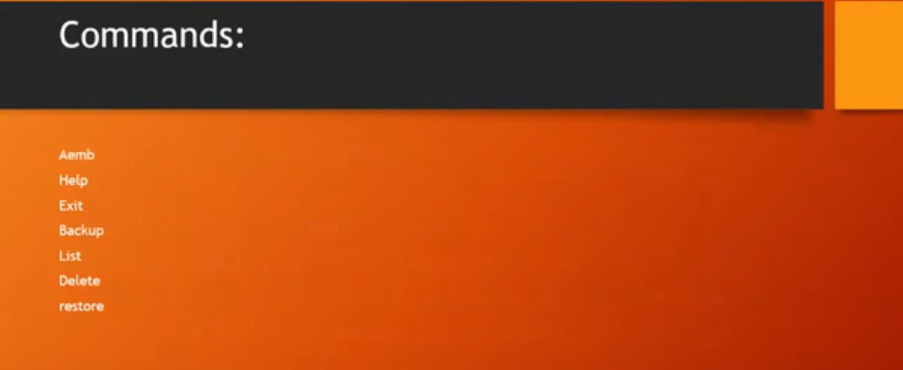 Commands:
Aemb
Help
Exit
Backup
List
Delete
restore